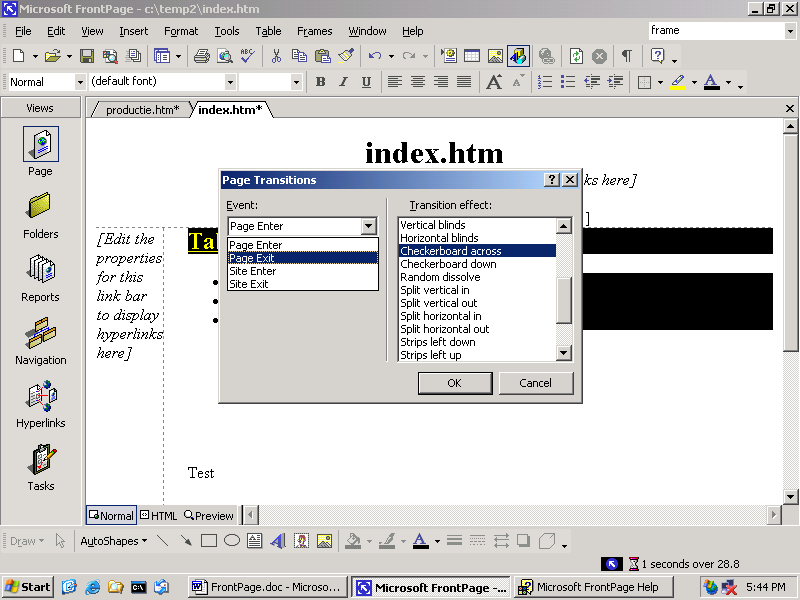 Microsoft FrontPage - c:\temp2\index.htm
File Edit View Insert Format Tools Table Frames Window Help
frame
Normal (default font) B I U A A A
Views productie.htm* index.htm*
Page
Folders
Reports
Navigation
Hyperlinks
Tasks
index.htm
ks here]
]
[Edit the
properties
for this
link bar
to display
hyperlinks
here]
Ta
Page Transitions
Event:
Page Enter
Page Enter
Page Exit
Site Enter
Site Exit
Transition effect:
Vertical blinds
Horizontal blinds
Checkerboard across
Checkerboard down
Random dissolve
Split vertical in
Split vertical out
Split horizontal in
Split horizontal out
Strips left down
Strips left up
OK Cancel
Test
Normal HTML Preview
Draw AutoShapes A A
1 seconds over 28.8
Start FrontPage.doc - Microso... Microsoft FrontPage -... Microsoft FrontPage Help 5:44 PM